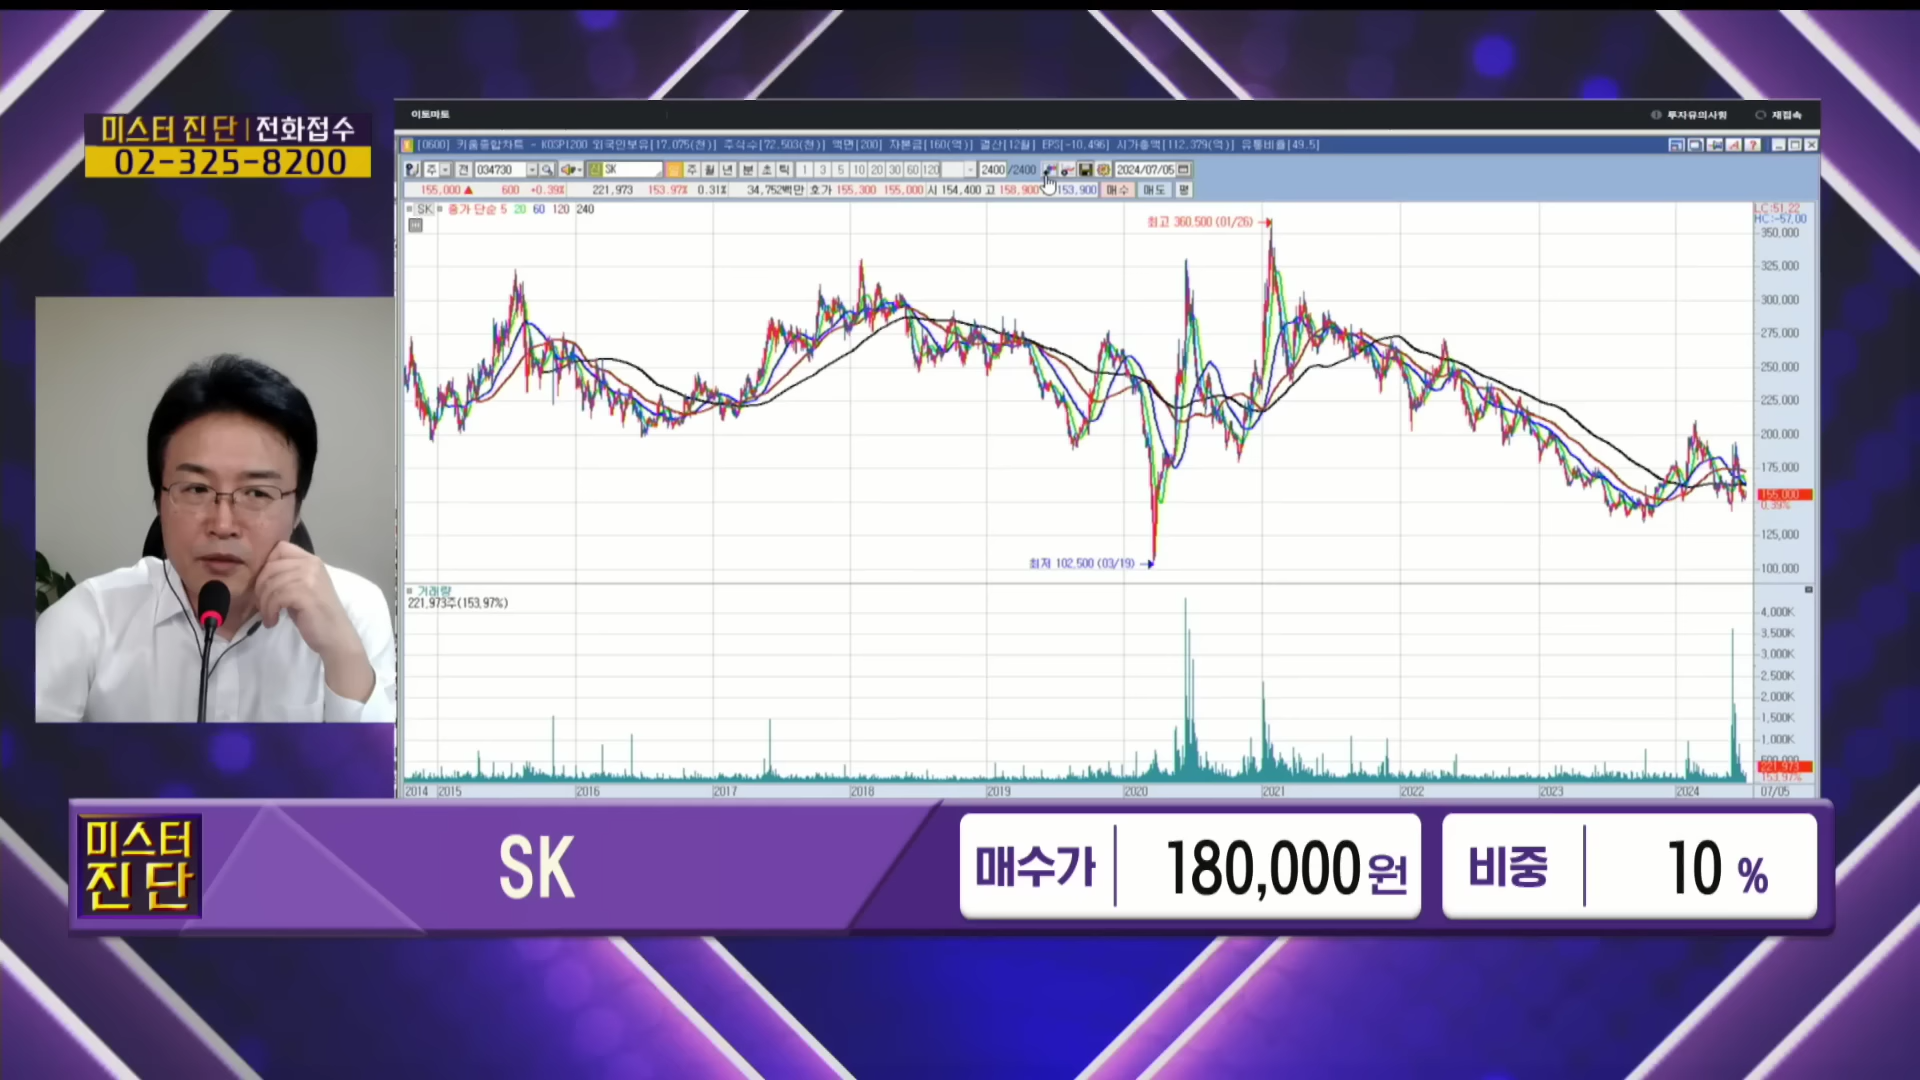 미스터 진단 | 전화접수
02-325-8200
이토마토
투자유의사항
재접속
[0600] 키움종합차트 - KOSPI200 외국인보유[17.075(천)] 주식수[72,503(천)] 액면[200] 자본금[160(억)] 결산[12월] EPS[-10,496] 시가총액[112,379(억)] 유통비율[49.5]
주 전 034730 SK 일 주 월 년 분 초 틱 1 3 5 10 20 30 60 120 2400 /2400 2024/07/05
155,000 ▲ 600 +0.39% 221,973 153.97% 0.31% 34,752백만 호가 155,300 155,000 시 154,400 고 158,900 153,900 매수 매도
SK 종가 단순 5 20 60 120 240
LC:51.22
HC:-57.00
최고 360,500 (01/26)
350,000
325,000
300,000
275,000
250,000
225,000
200,000
175,000
155,000
0.39%
125,000
100,000
최저 102,500 (03/19)
거래량
221,973주(153.97%)
4,000K
3,500K
3,000K
2,500K
2,000K
1,500K
1,000K
221,973
153.97%
2014 2015 2016 2017 2018 2019 2020 2021 2022 2023 2024 07/05
미스터
진단
SK
매수가 180,000원
비중 10 %